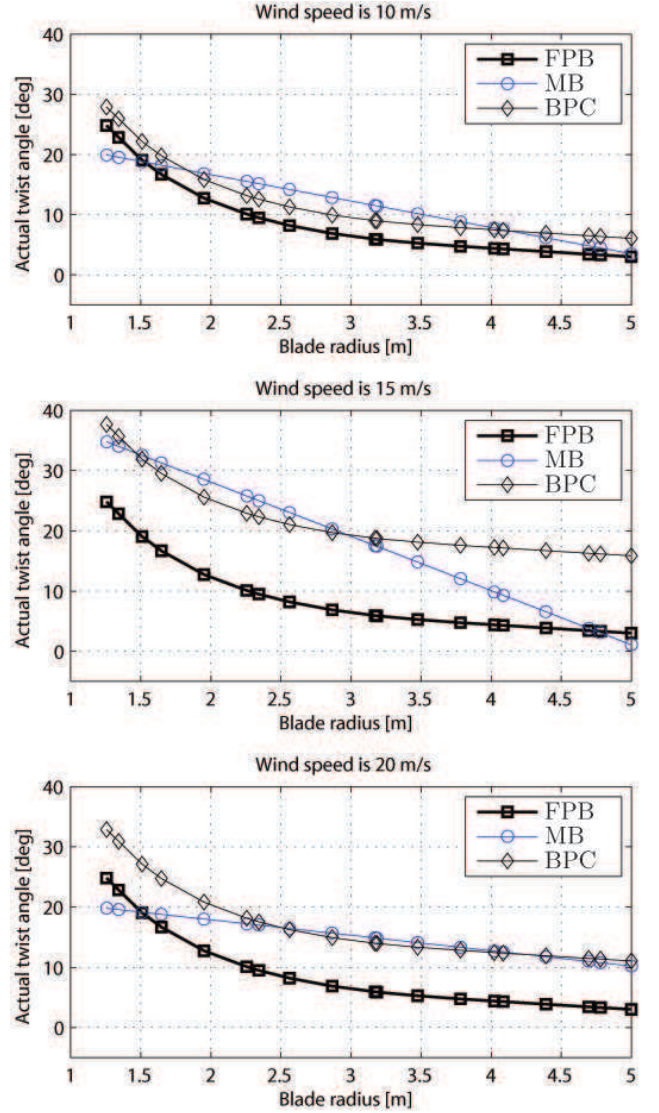 Wind speed is 10 m/s
40
30
20
10
0
Actual twist angle [deg]
FPB
MB
BPC
1 1.5 2 2.5 3 3.5 4 4.5 5
Blade radius [m]
Wind speed is 15 m/s
40
30
20
10
0
Actual twist angle [deg]
FPB
MB
BPC
1 1.5 2 2.5 3 3.5 4 4.5 5
Blade radius [m]
Wind speed is 20 m/s
40
30
20
10
0
Actual twist angle [deg]
FPB
MB
BPC
1 1.5 2 2.5 3 3.5 4 4.5 5
Blade radius [m]